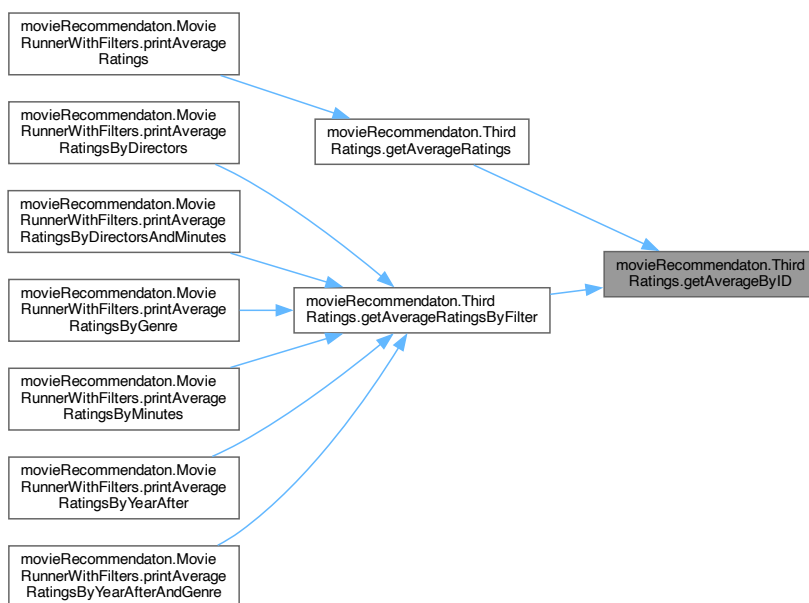 movieRecommendaton.Movie
RunnerWithFilters.printAverage
Ratings
movieRecommendaton.Movie
RunnerWithFilters.printAverage
RatingsByDirectors
movieRecommendaton.Movie
RunnerWithFilters.printAverage
RatingsByDirectorsAndMinutes
movieRecommendaton.Movie
RunnerWithFilters.printAverage
RatingsByGenre
movieRecommendaton.Movie
RunnerWithFilters.printAverage
RatingsByMinutes
movieRecommendaton.Movie
RunnerWithFilters.printAverage
RatingsByYearAfter
movieRecommendaton.Movie
RunnerWithFilters.printAverage
RatingsByYearAfterAndGenre
movieRecommendaton.Third
Ratings.getAverageRatings
movieRecommendaton.Third
Ratings.getAverageRatingsByFilter
movieRecommendaton.Third
Ratings.getAverageByID